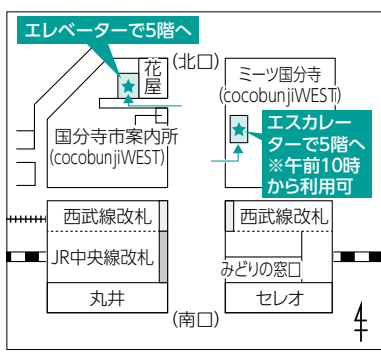 エレベーターで5階へ
花屋
(北口)
ミーツ国分寺
(cocobunjiWEST)
国分寺市案内所
(cocobunjiWEST)
エスカレー
ターで5階へ
※午前10時
から利用可
西武線改札
西武線改札
JR中央線改札
みどりの窓口
丸井
(南口)
セレオ